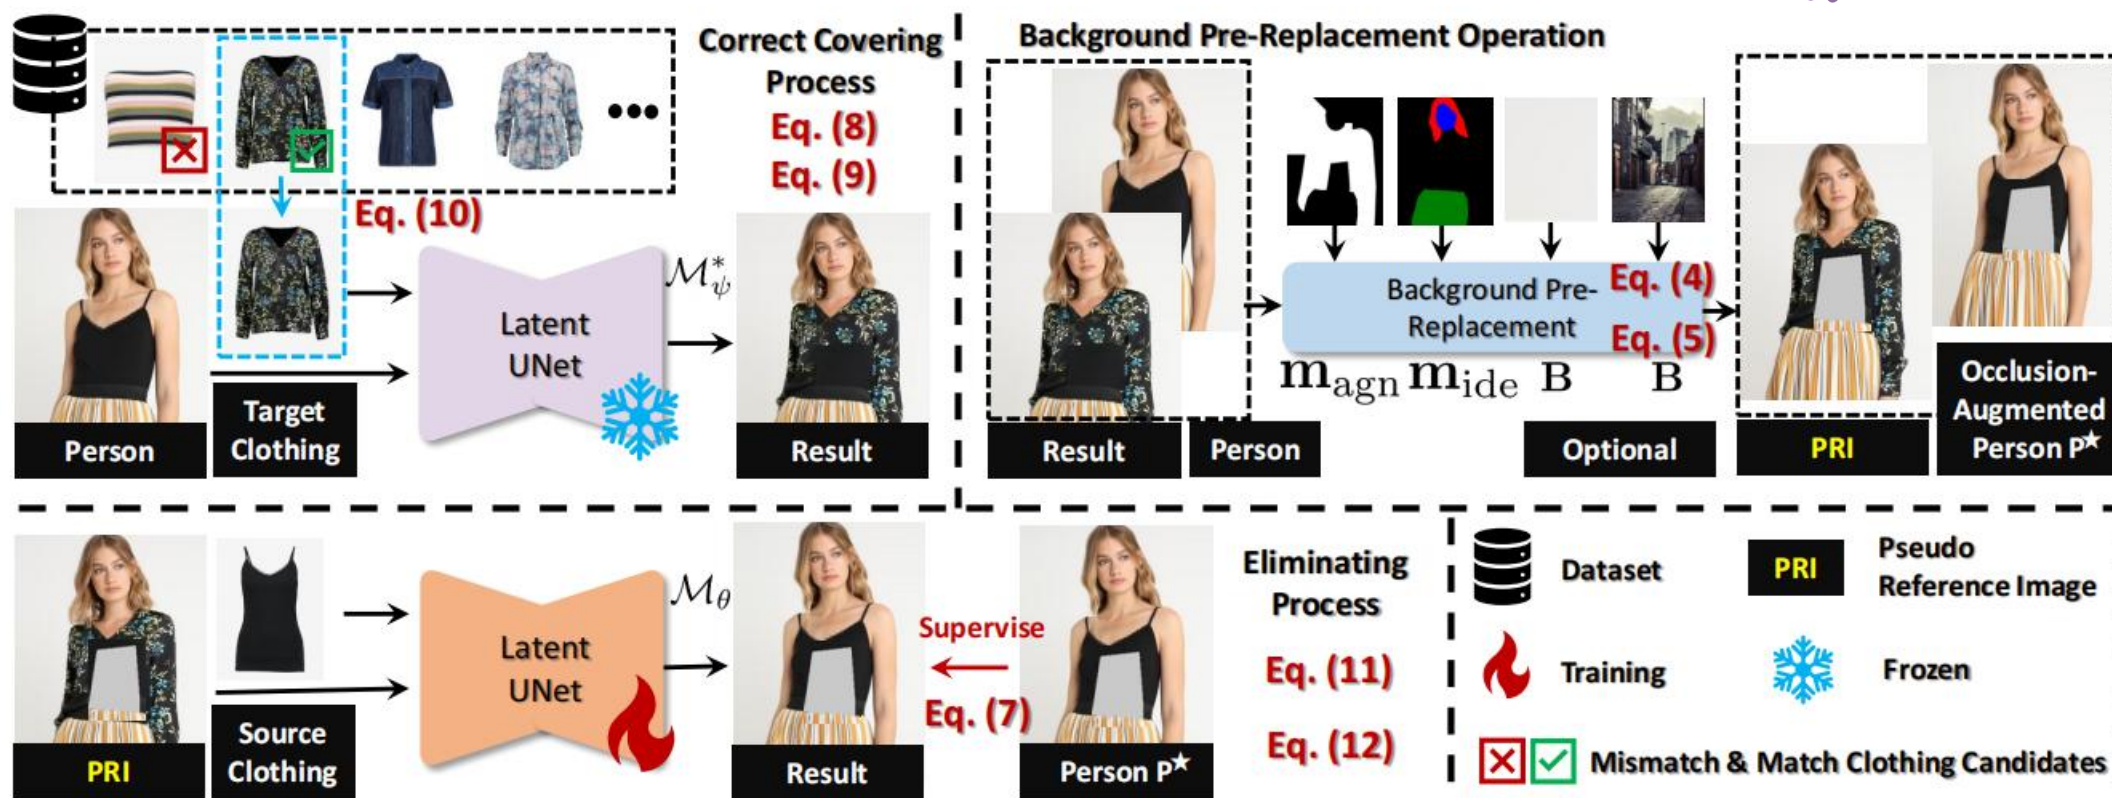 Correct Covering
Process
Eq. (8)
Eq. (9)
Eq. (10)
Person
Target
Clothing
Latent
UNet
ℳ*ψ
Result
Background Pre-Replacement Operation
Background Pre-
Replacement
Eq. (4)
Eq. (5)
m_agn m_ide B B
Result
Person
Optional
PRI
Occlusion-
Augmented
Person P★
PRI
Source
Clothing
Latent
UNet
ℳθ
Result
Supervise
Eq. (7)
Person P★
Eliminating
Process
Eq. (11)
Eq. (12)
Dataset
PRI
Pseudo
Reference Image
Training
Frozen
Mismatch & Match Clothing Candidates